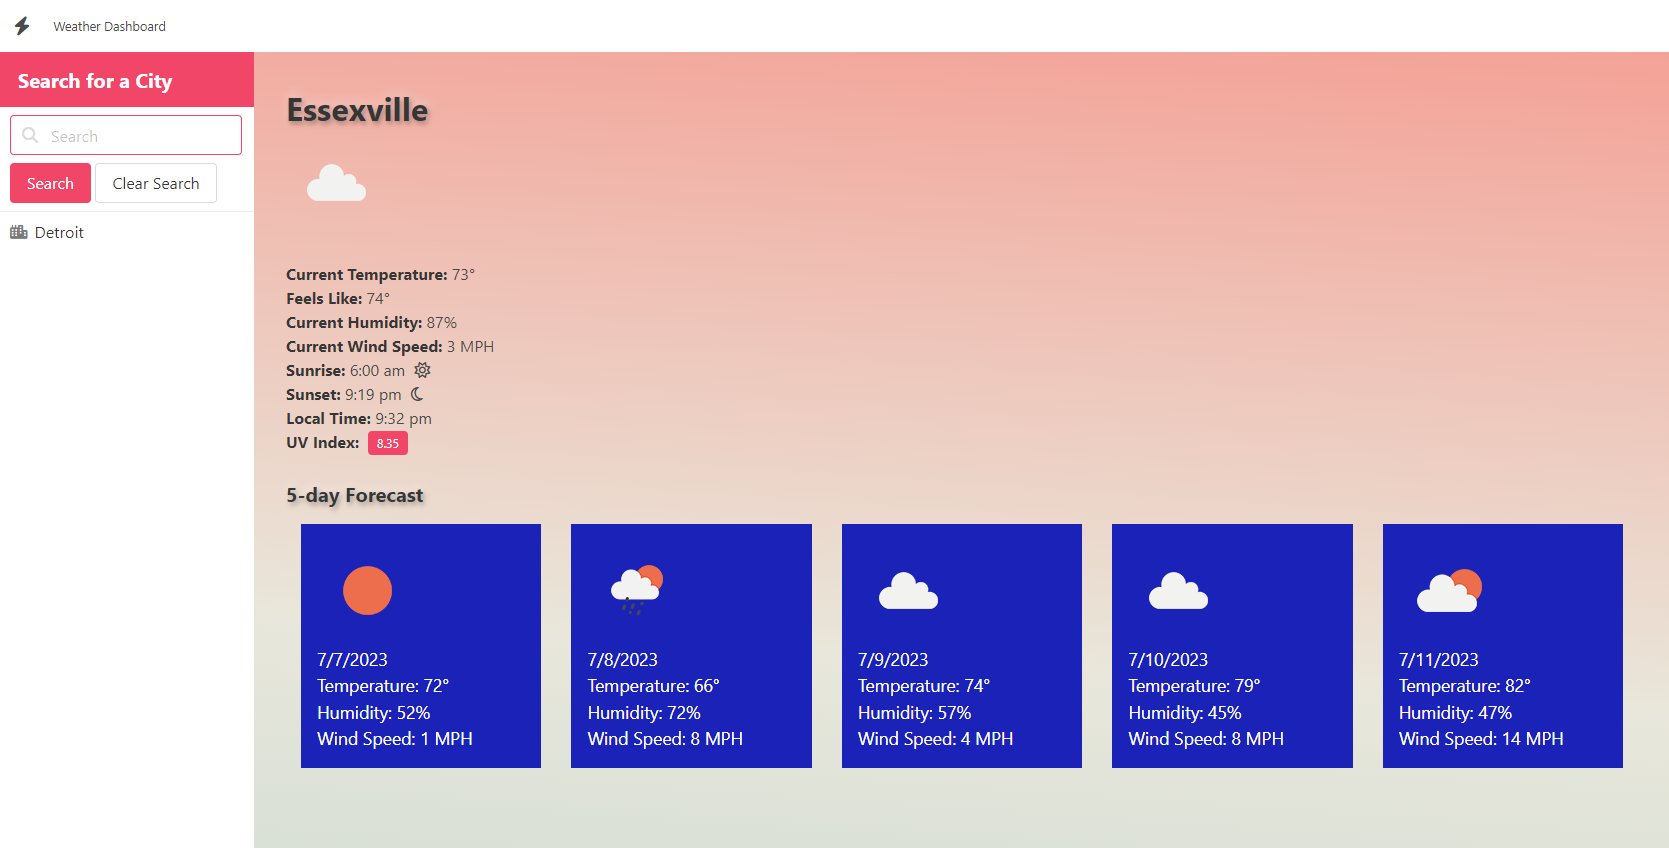 Weather Dashboard
Search for a City
Search
Search Clear Search
Detroit
Essexville
Current Temperature: 73°
Feels Like: 74°
Current Humidity: 87%
Current Wind Speed: 3 MPH
Sunrise: 6:00 am
Sunset: 9:19 pm
Local Time: 9:32 pm
UV Index: 8.35
5-day Forecast
7/7/2023
Temperature: 72°
Humidity: 52%
Wind Speed: 1 MPH
7/8/2023
Temperature: 66°
Humidity: 72%
Wind Speed: 8 MPH
7/9/2023
Temperature: 74°
Humidity: 57%
Wind Speed: 4 MPH
7/10/2023
Temperature: 79°
Humidity: 45%
Wind Speed: 8 MPH
7/11/2023
Temperature: 82°
Humidity: 47%
Wind Speed: 14 MPH